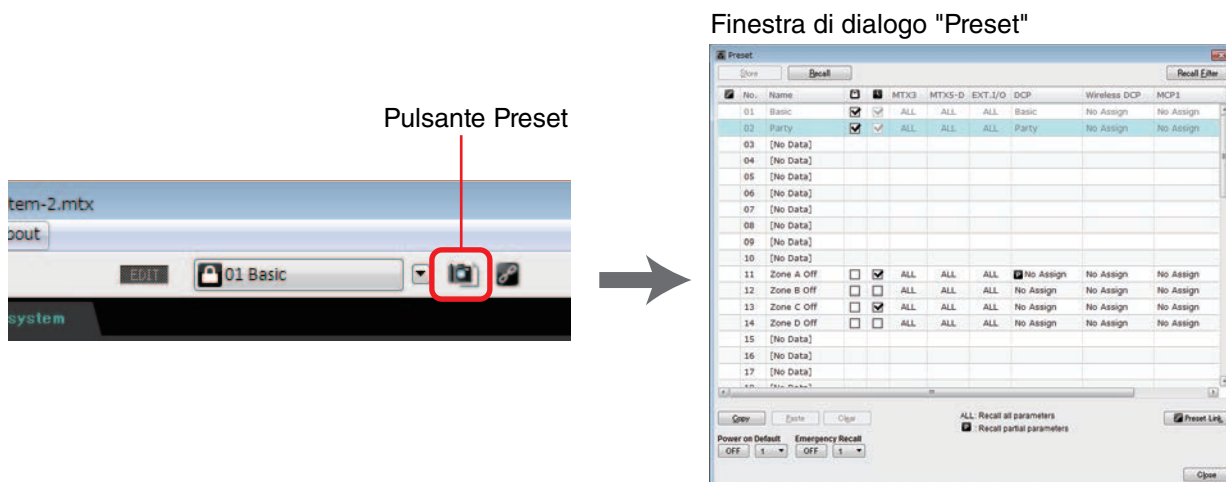 Finestra di dialogo "Preset"
Pulsante Preset
tem-2.mtx
bout
EDIT 01 Basic
system
Preset
Store Recall Recall Filter
No. Name MTX3 MTX5-D EXT.I/O DCP Wireless DCP MCP1
01 Basic ALL ALL ALL Basic No Assign No Assign
02 Party ALL ALL ALL Party No Assign No Assign
03 [No Data]
04 [No Data]
05 [No Data]
06 [No Data]
07 [No Data]
08 [No Data]
09 [No Data]
10 [No Data]
11 Zone A Off ALL ALL ALL P No Assign No Assign No Assign
12 Zone B Off ALL ALL ALL No Assign No Assign No Assign
13 Zone C Off ALL ALL ALL No Assign No Assign No Assign
14 Zone D Off ALL ALL ALL No Assign No Assign No Assign
15 [No Data]
16 [No Data]
17 [No Data]
Copy Paste Clear ALL: Recall all parameters Preset Link
P : Recall partial parameters
Power on Default Emergency Recall
OFF 1 OFF 1
Close